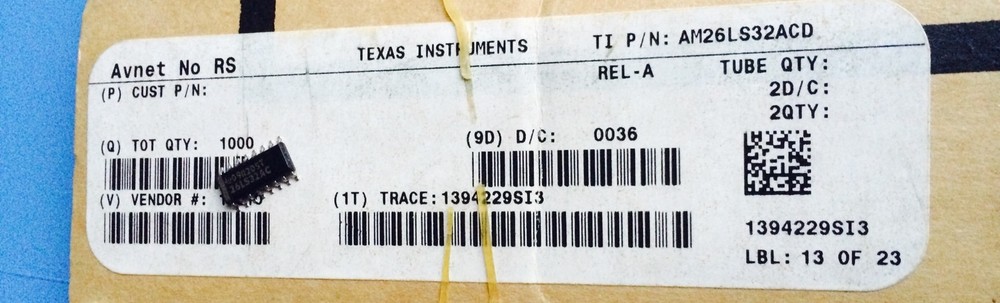 Avnet No RS
TEXAS INSTRUMENTS
TI P/N: AM26LS32ACD
(P) CUST P/N:
REL-A
TUBE QTY:
2D/C:
2QTY:
(Q) TOT QTY: 1000
(9D) D/C: 0036
26LS32AC
(V) VENDOR #:
(1T) TRACE: 1394229SI3
1394229SI3
LBL: 13 OF 23